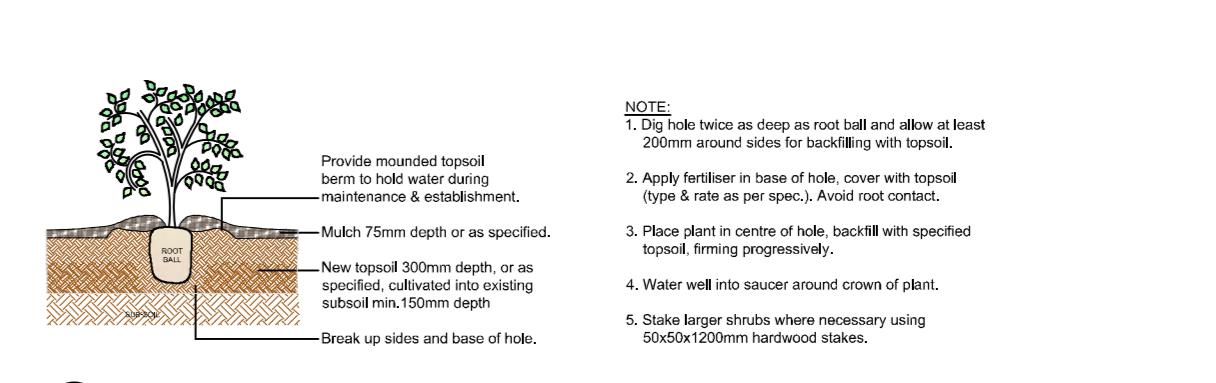 Provide mounded topsoil
berm to hold water during
maintenance & establishment.
Mulch 75mm depth or as specified.
ROOT
BALL
New topsoil 300mm depth, or as
specified, cultivated into existing
subsoil min.150mm depth
SUB-SOIL
Break up sides and base of hole.
NOTE:
1. Dig hole twice as deep as root ball and allow at least
200mm around sides for backfilling with topsoil.
2. Apply fertiliser in base of hole, cover with topsoil
(type & rate as per spec.). Avoid root contact.
3. Place plant in centre of hole, backfill with specified
topsoil, firming progressively.
4. Water well into saucer around crown of plant.
5. Stake larger shrubs where necessary using
50x50x1200mm hardwood stakes.